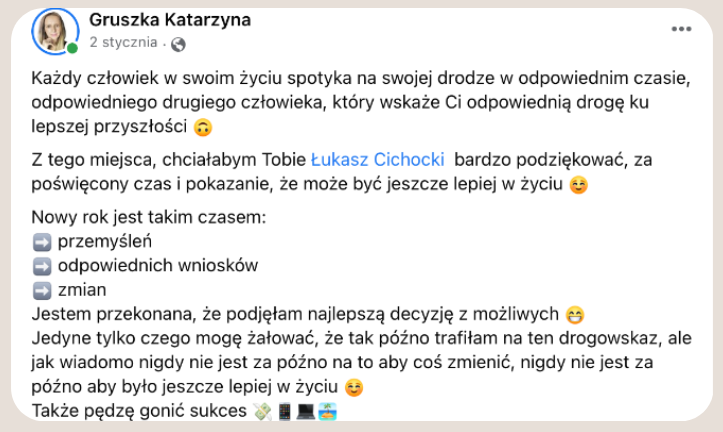 Gruszka Katarzyna
2 stycznia ·
Każdy człowiek w swoim życiu spotyka na swojej drodze w odpowiednim czasie,
odpowiedniego drugiego człowieka, który wskaże Ci odpowiednią drogę ku
lepszej przyszłości 🙃
Z tego miejsca, chciałabym Tobie Łukasz Cichocki bardzo podziękować, za
poświęcony czas i pokazanie, że może być jeszcze lepiej w życiu ☺️
Nowy rok jest takim czasem:
➡️ przemyśleń
➡️ odpowiednich wniosków
➡️ zmian
Jestem przekonana, że podjęłam najlepszą decyzję z możliwych 😁
Jedyne tylko czego mogę żałować, że tak późno trafiłam na ten drogowskaz, ale
jak wiadomo nigdy nie jest za późno na to aby coś zmienić, nigdy nie jest za
późno aby było jeszcze lepiej w życiu ☺️
Także pędzę gonić sukces 💸📱💻🏝️